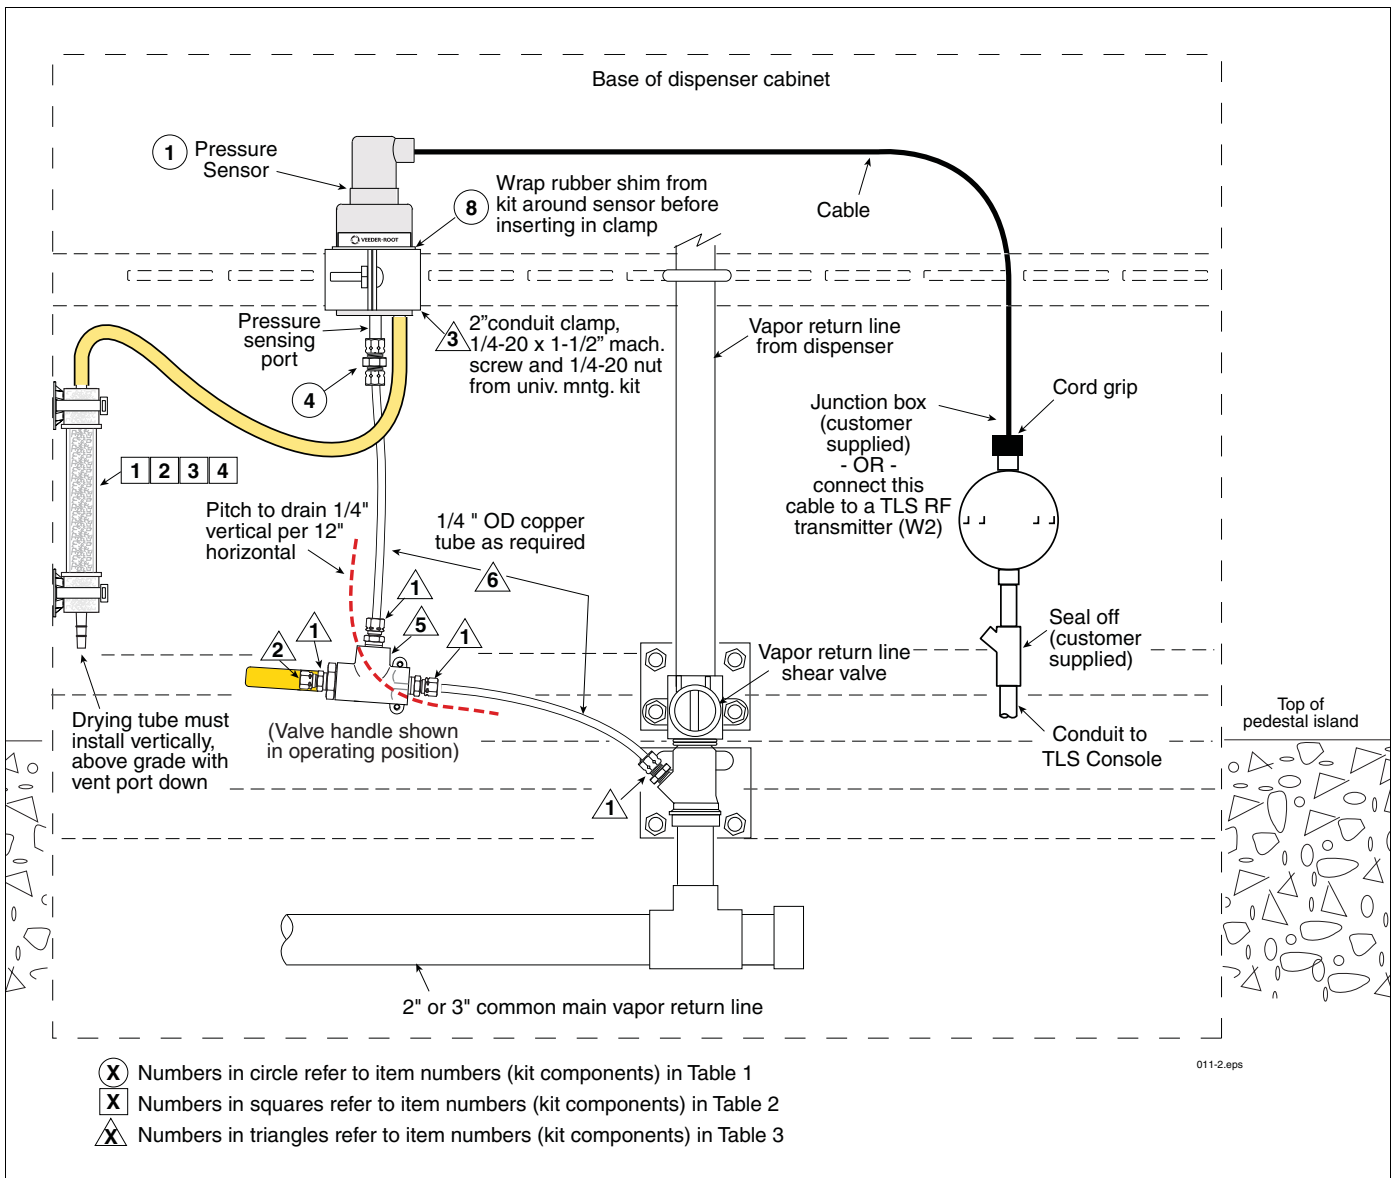 Base of dispenser cabinet
1 Pressure
Sensor
8 Wrap rubber shim from
kit around sensor before
inserting in clamp
Cable
VEEDER-ROOT
Pressure
sensing
port
3 2”conduit clamp,
1/4-20 x 1-1/2” mach.
screw and 1/4-20 nut
from univ. mntg. kit
Vapor return line
from dispenser
4
Junction box
(customer
supplied)
- OR -
connect this
cable to a TLS RF
transmitter (W2)
Cord grip
1 2 3 4
Pitch to drain 1/4"
vertical per 12"
horizontal
1/4 " OD copper
tube as required
6
1
5
1
1
2
Seal off
(customer
supplied)
Vapor return line
shear valve
Drying tube must
install vertically,
above grade with
vent port down
(Valve handle shown
in operating position)
1
Conduit to
TLS Console
Top of
pedestal island
2" or 3" common main vapor return line
011-2.eps
X Numbers in circle refer to item numbers (kit components) in Table 1
X Numbers in squares refer to item numbers (kit components) in Table 2
X Numbers in triangles refer to item numbers (kit components) in Table 3